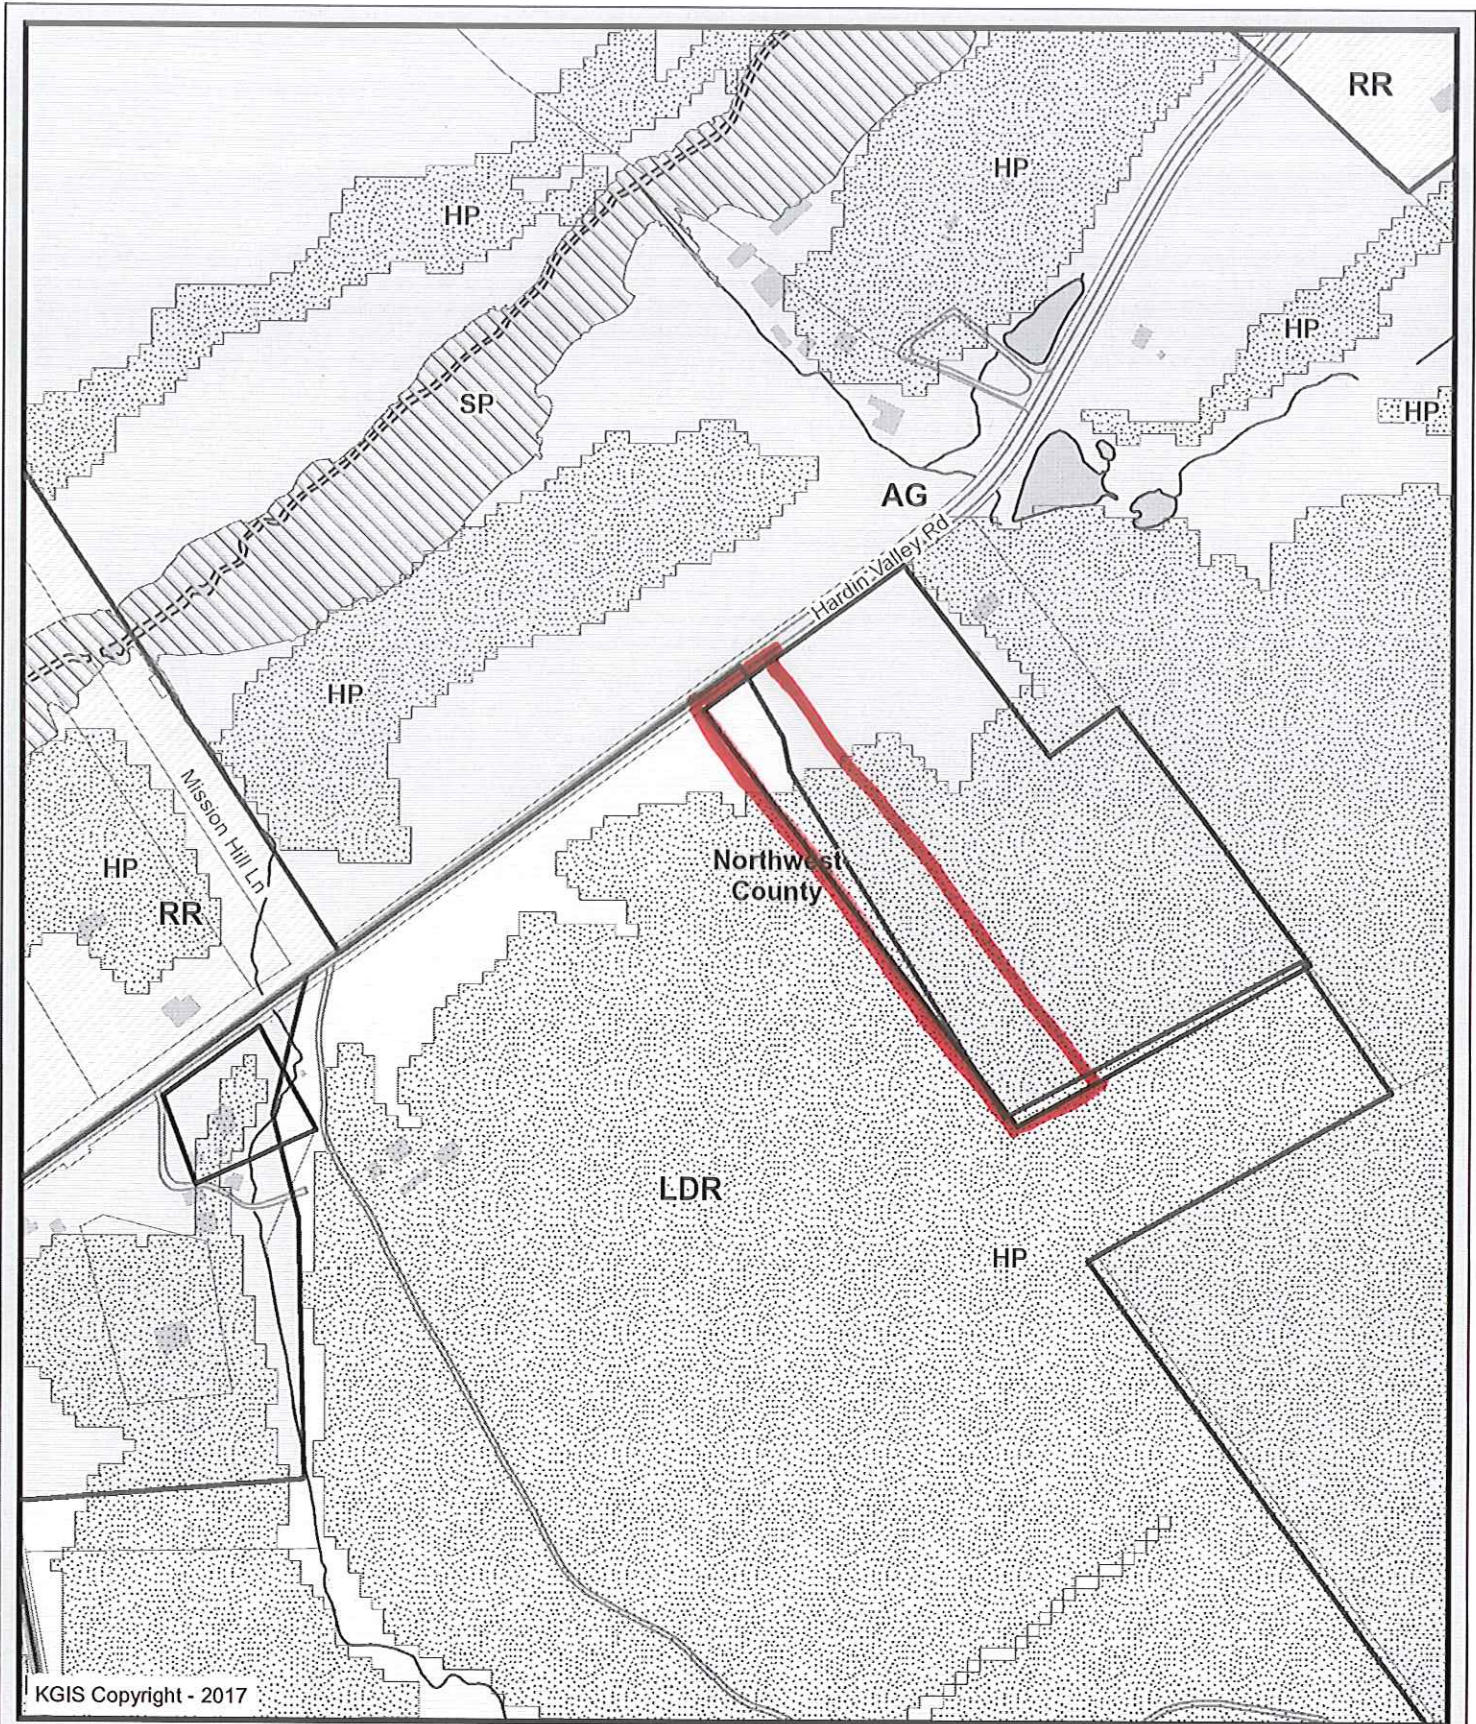 RR
HP
HP
HP
SP
HP
AG
Hardin Valley Rd
HP
Mission Hill Ln
HP
Northwest
County
RR
LDR
HP
KGIS Copyright - 2017